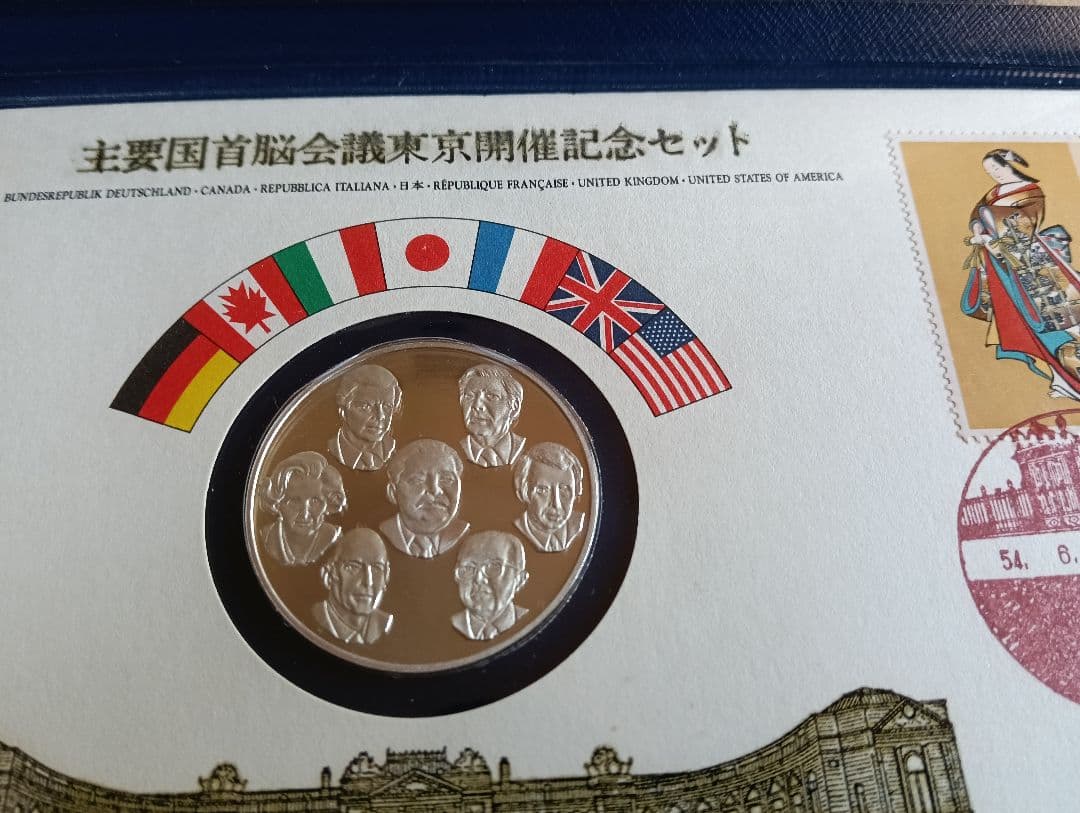 主要国首脳会議東京開催記念セット
BUNDESREPUBLIK DEUTSCHLAND · CANADA · REPUBBLICA ITALIANA · 日本 · RÉPUBLIQUE FRANÇAISE · UNITED KINGDOM · UNITED STATES OF AMERICA
54. 6.